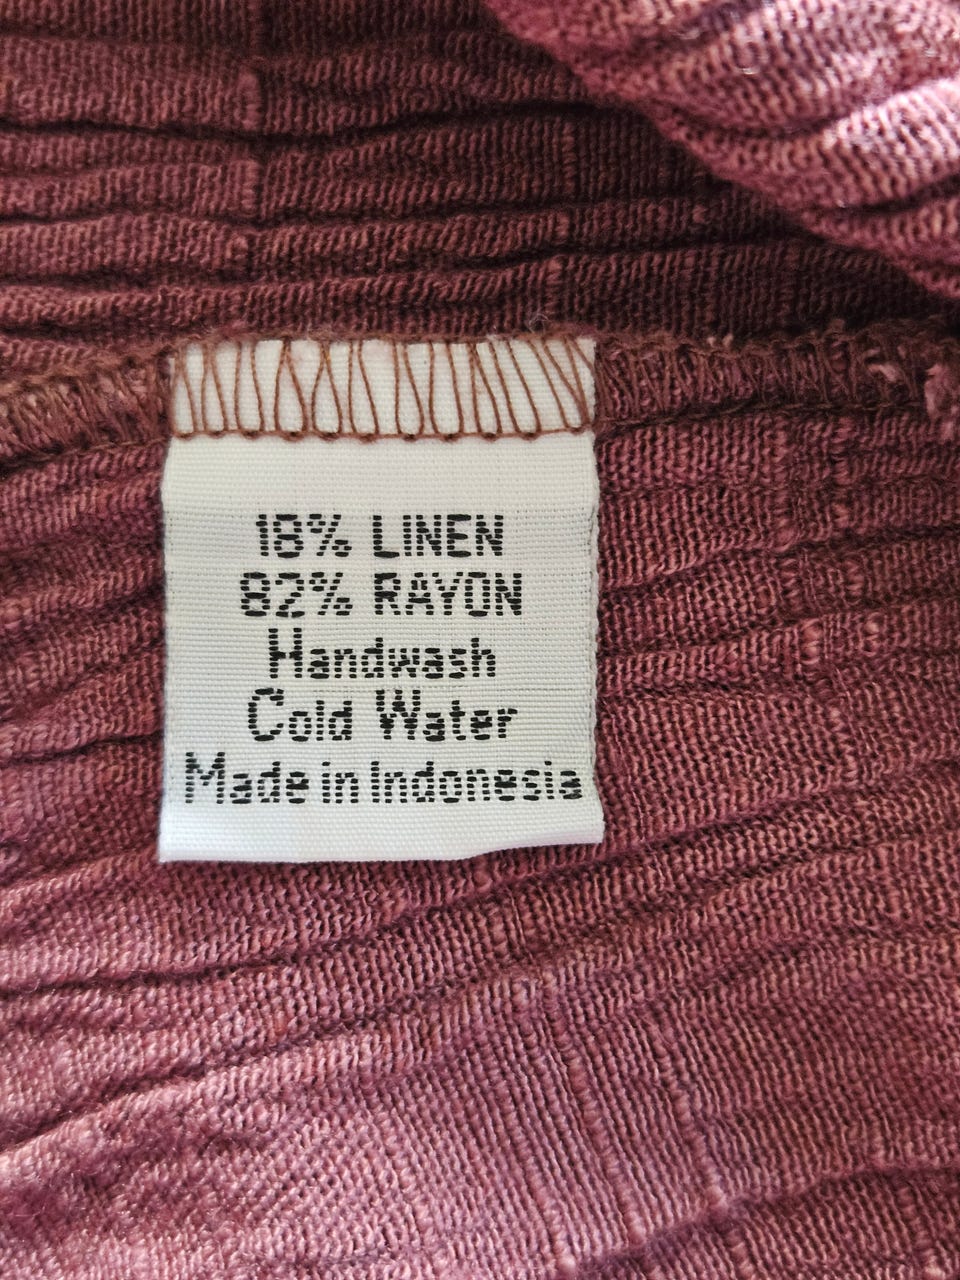 18% LINEN
82% RAYON
Handwash
Cold Water
Made in Indonesia